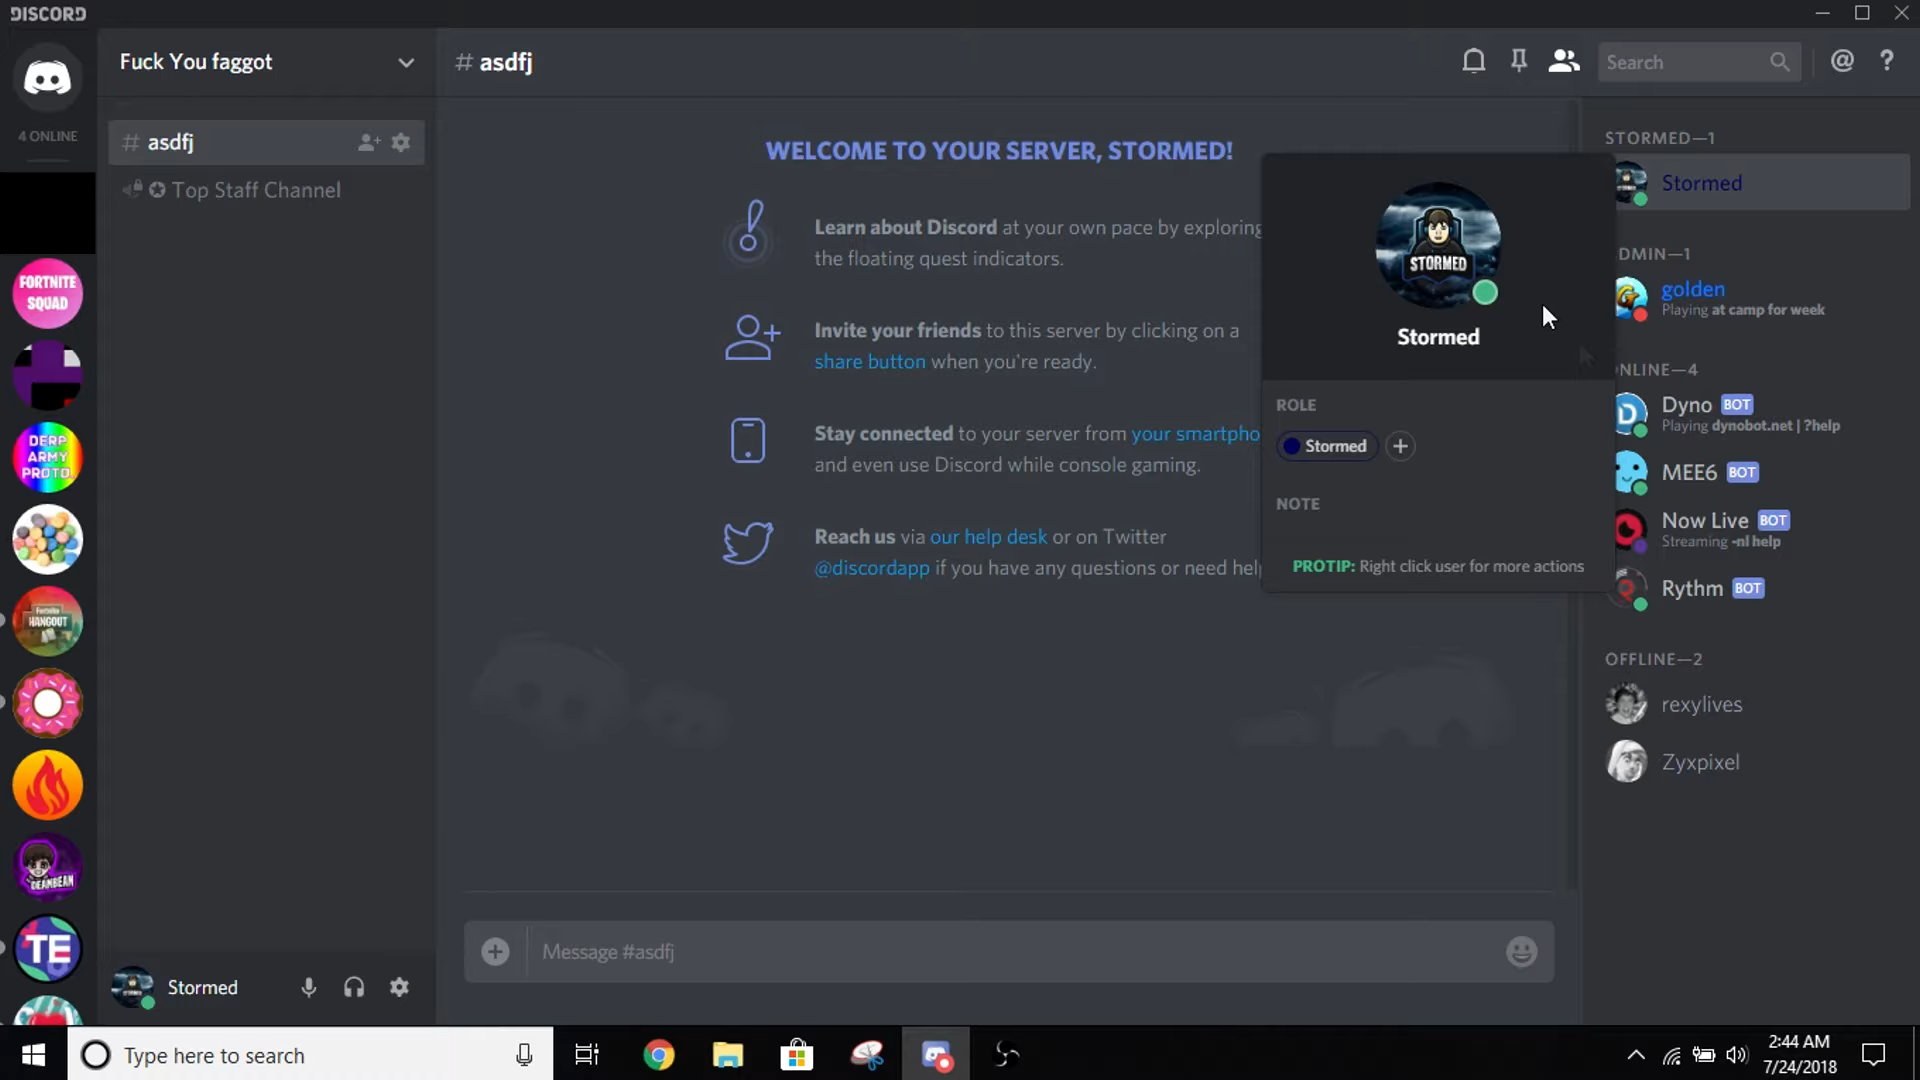 DISCORD
4 ONLINE
FORTNITE
SQUAD
DERP
ARMY
PROTO.
Fortnite
HANGOUT
DEANBEAN
TE
Fuck You faggot
# asdfj
Top Staff Channel
Stormed
# asdfj
Search
@ ?
WELCOME TO YOUR SERVER, STORMED!
Learn about Discord at your own pace by exploring
the floating quest indicators.
Invite your friends to this server by clicking on a
share button when you're ready.
Stay connected to your server from your smartpho
and even use Discord while console gaming.
Reach us via our help desk or on Twitter
@discordapp if you have any questions or need hel
Message #asdfj
STORMED
Stormed
ROLE
Stormed +
NOTE
PROTIP: Right click user for more actions
STORMED—1
Stormed
DMIN—1
golden
Playing at camp for week
NLINE—4
Dyno BOT
Playing dynobot.net | ?help
MEE6 BOT
Now Live BOT
Streaming -nl help
Rythm BOT
OFFLINE—2
rexylives
Zyxpixel
Type here to search
2:44 AM
7/24/2018